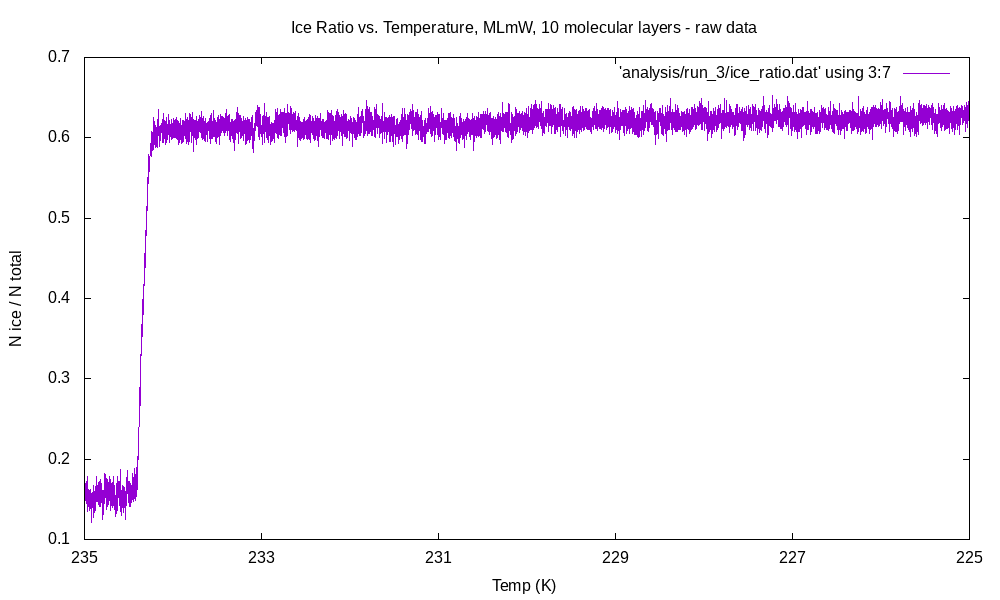 Ice Ratio vs. Temperature, MLmW, 10 molecular layers - raw data
'analysis/run_3/ice_ratio.dat' using 3:7
0.7
0.6
0.5
0.4
0.3
0.2
0.1
N ice / N total
235 233 231 229 227 225
Temp (K)